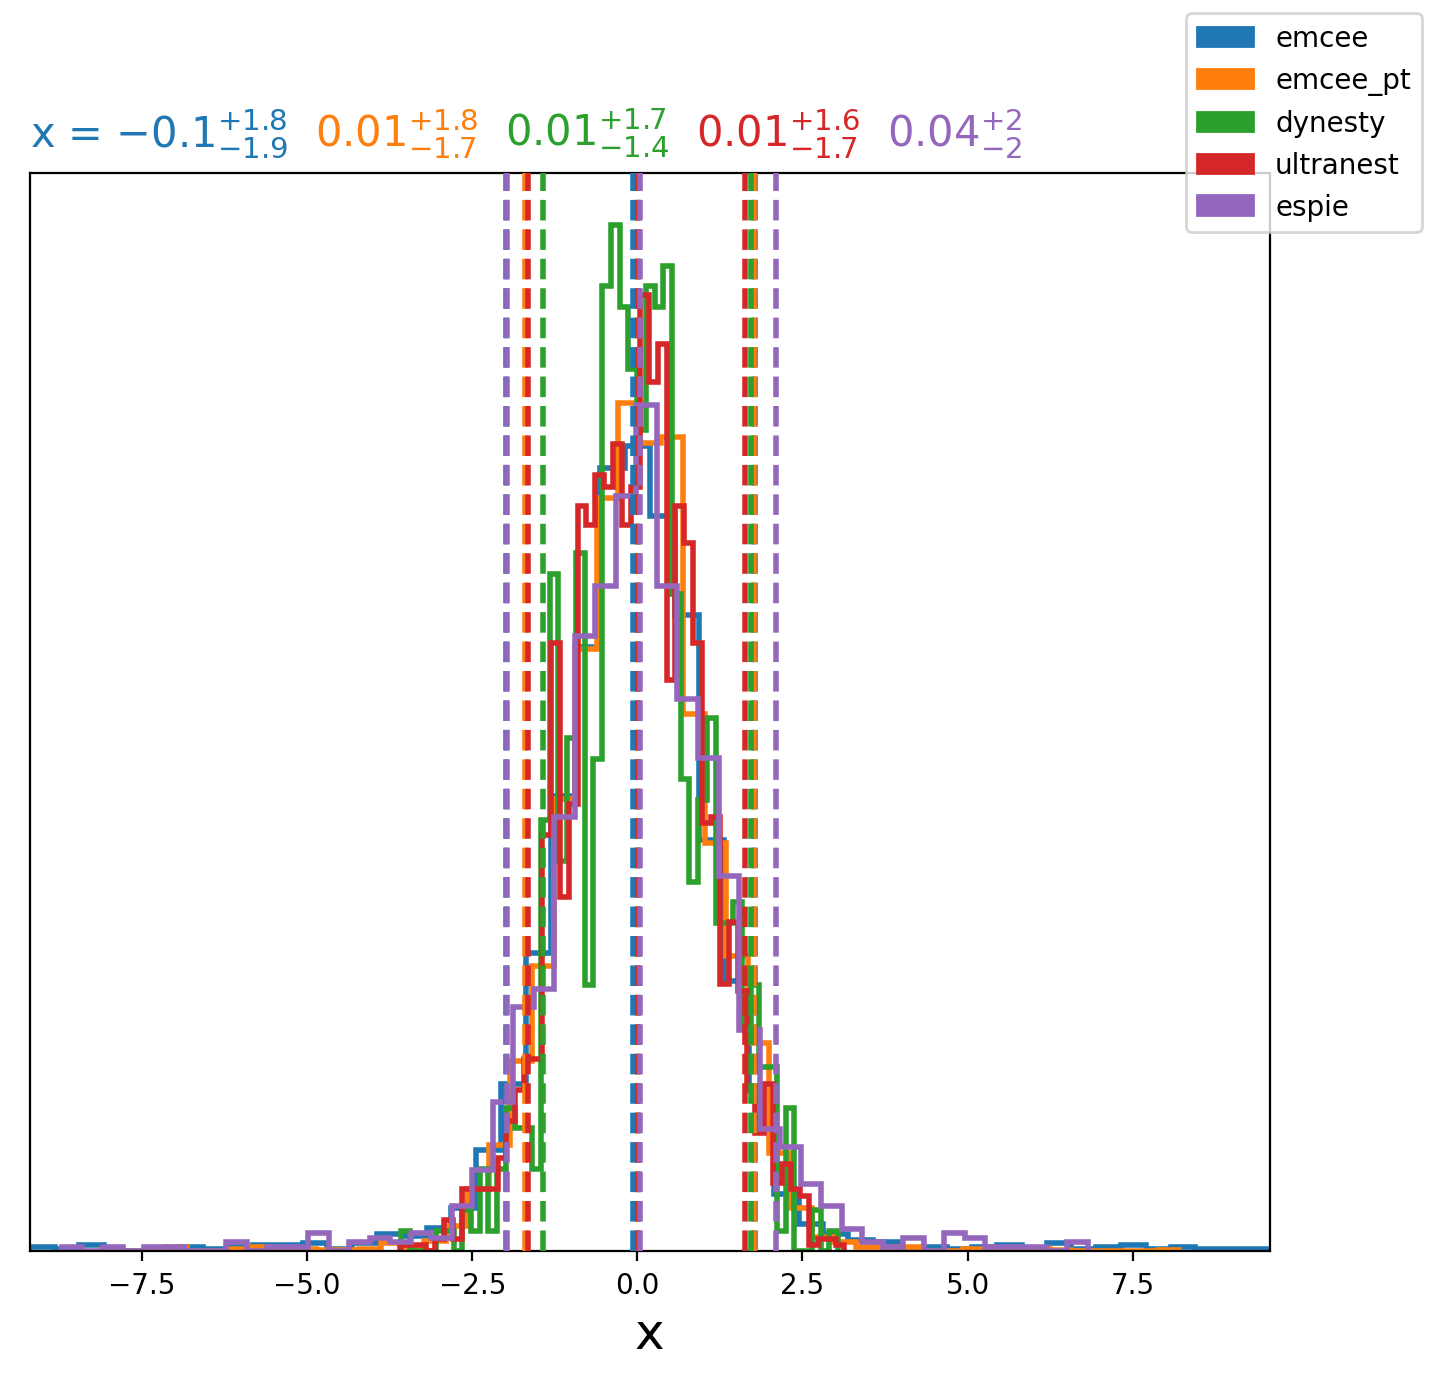 emcee
emcee_pt
dynesty
ultranest
espie
x = −0.1+1.8−1.9 0.01+1.8−1.7 0.01+1.7−1.4 0.01+1.6−1.7 0.04+2−2
−7.5 −5.0 −2.5 0.0 2.5 5.0 7.5
x